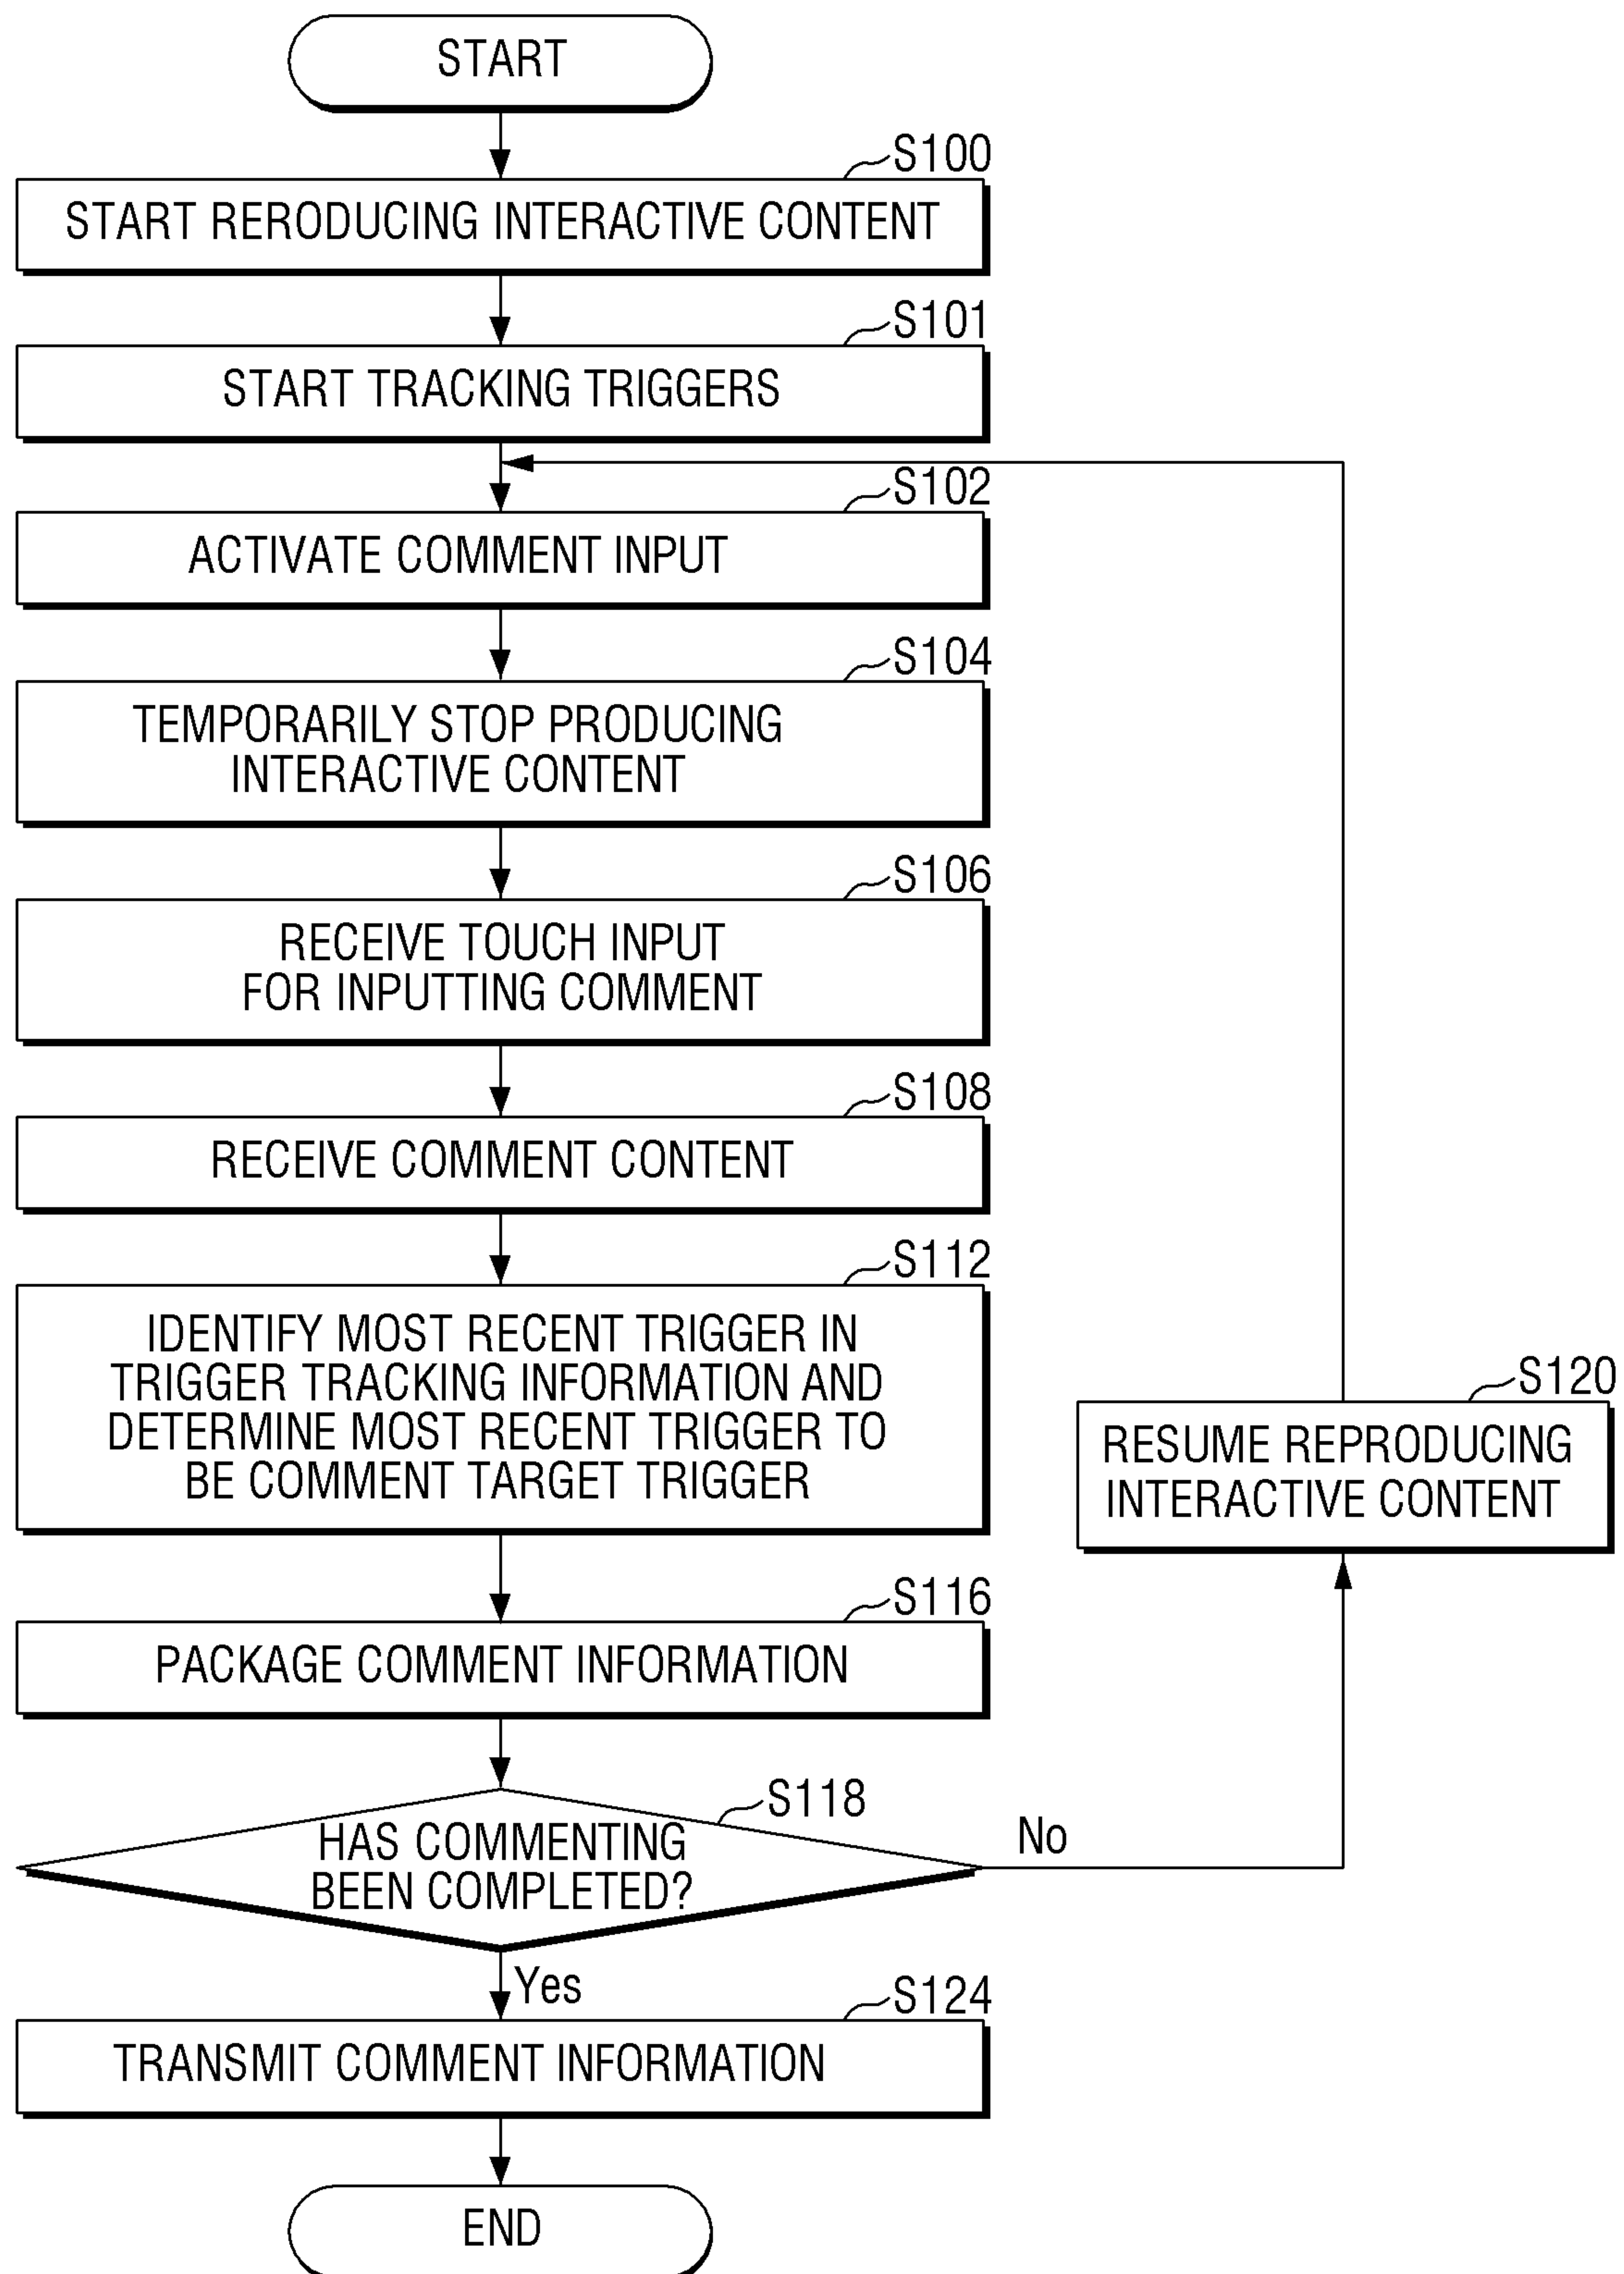 START
S100
START RERODUCING INTERACTIVE CONTENT
S101
START TRACKING TRIGGERS
S102
ACTIVATE COMMENT INPUT
S104
TEMPORARILY STOP PRODUCING
INTERACTIVE CONTENT
S106
RECEIVE TOUCH INPUT
FOR INPUTTING COMMENT
S108
RECEIVE COMMENT CONTENT
S112
IDENTIFY MOST RECENT TRIGGER IN
TRIGGER TRACKING INFORMATION AND
DETERMINE MOST RECENT TRIGGER TO
BE COMMENT TARGET TRIGGER
S120
RESUME REPRODUCING
INTERACTIVE CONTENT
S116
PACKAGE COMMENT INFORMATION
S118
HAS COMMENTING
BEEN COMPLETED?
No
Yes
S124
TRANSMIT COMMENT INFORMATION
END